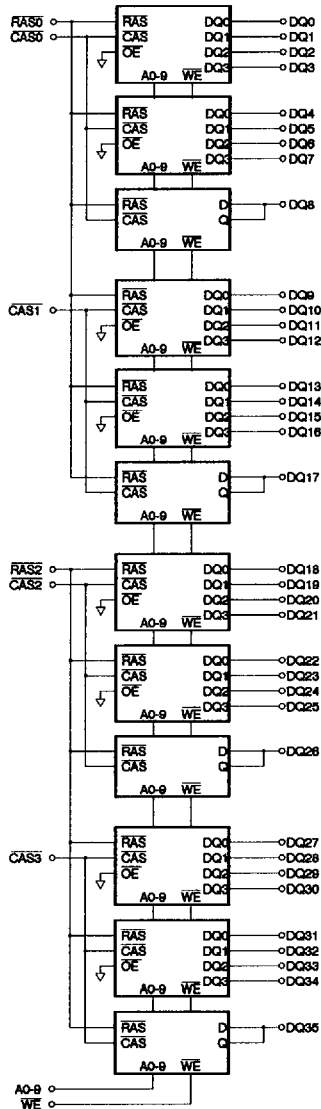 RAS0 RAS DQ0 DQ0
CAS0 CAS DQ1 DQ1
OE DQ2 DQ2
DQ3 DQ3
A0-9 WE
RAS DQ0 DQ4
CAS DQ1 DQ5
OE DQ2 DQ6
DQ3 DQ7
A0-9 WE
RAS D DQ8
CAS Q
A0-9 WE
RAS DQ0 DQ9
CAS1 CAS DQ1 DQ10
OE DQ2 DQ11
DQ3 DQ12
A0-9 WE
RAS DQ0 DQ13
CAS DQ1 DQ14
OE DQ2 DQ15
DQ3 DQ16
A0-9 WE
RAS D DQ17
CAS Q
A0-9 WE
RAS2 RAS DQ0 DQ18
CAS2 CAS DQ1 DQ19
OE DQ2 DQ20
DQ3 DQ21
A0-9 WE
RAS DQ0 DQ22
CAS DQ1 DQ23
OE DQ2 DQ24
DQ3 DQ25
A0-9 WE
RAS D DQ26
CAS Q
A0-9 WE
RAS DQ0 DQ27
CAS3 CAS DQ1 DQ28
OE DQ2 DQ29
DQ3 DQ30
A0-9 WE
RAS DQ0 DQ31
CAS DQ1 DQ32
OE DQ2 DQ33
DQ3 DQ34
A0-9 WE
RAS D DQ35
CAS Q
A0-9 WE
A0-9
WE